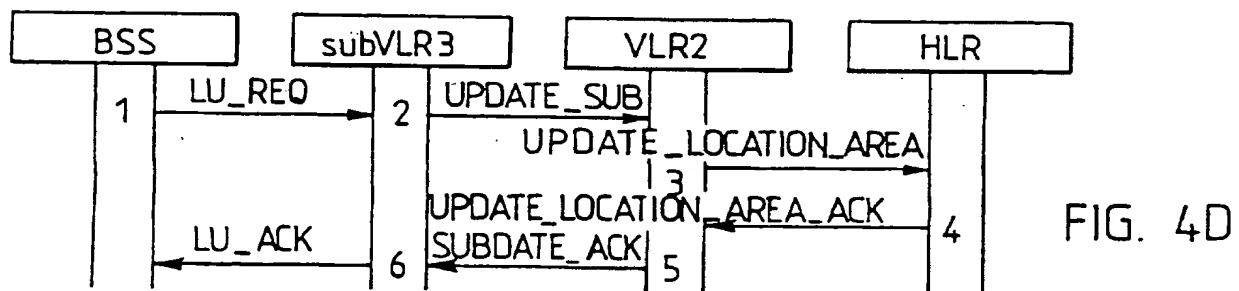 BSS subVLR3 VLR2 HLR
1 LU_REQ 2 UPDATE_SUB
UPDATE_LOCATION_AREA
3
UPDATE_LOCATION_AREA_ACK 4 FIG. 4D
LU_ACK 6 SUBDATE_ACK 5